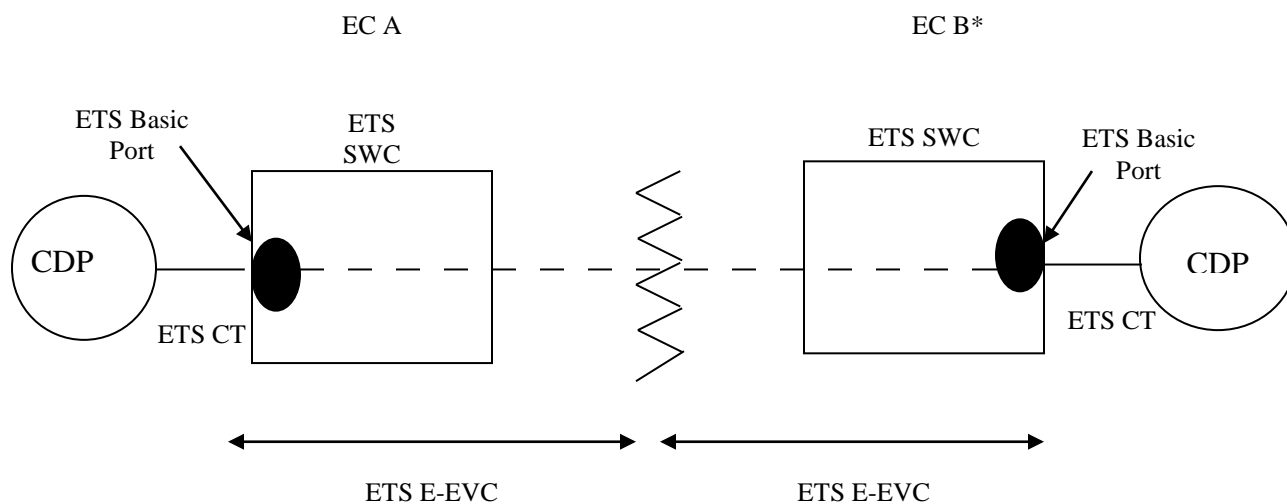 EC A
EC B*
ETS Basic
Port
ETS
SWC
ETS SWC
ETS Basic
Port
CDP
CDP
ETS CT
ETS CT
ETS E-EVC
ETS E-EVC